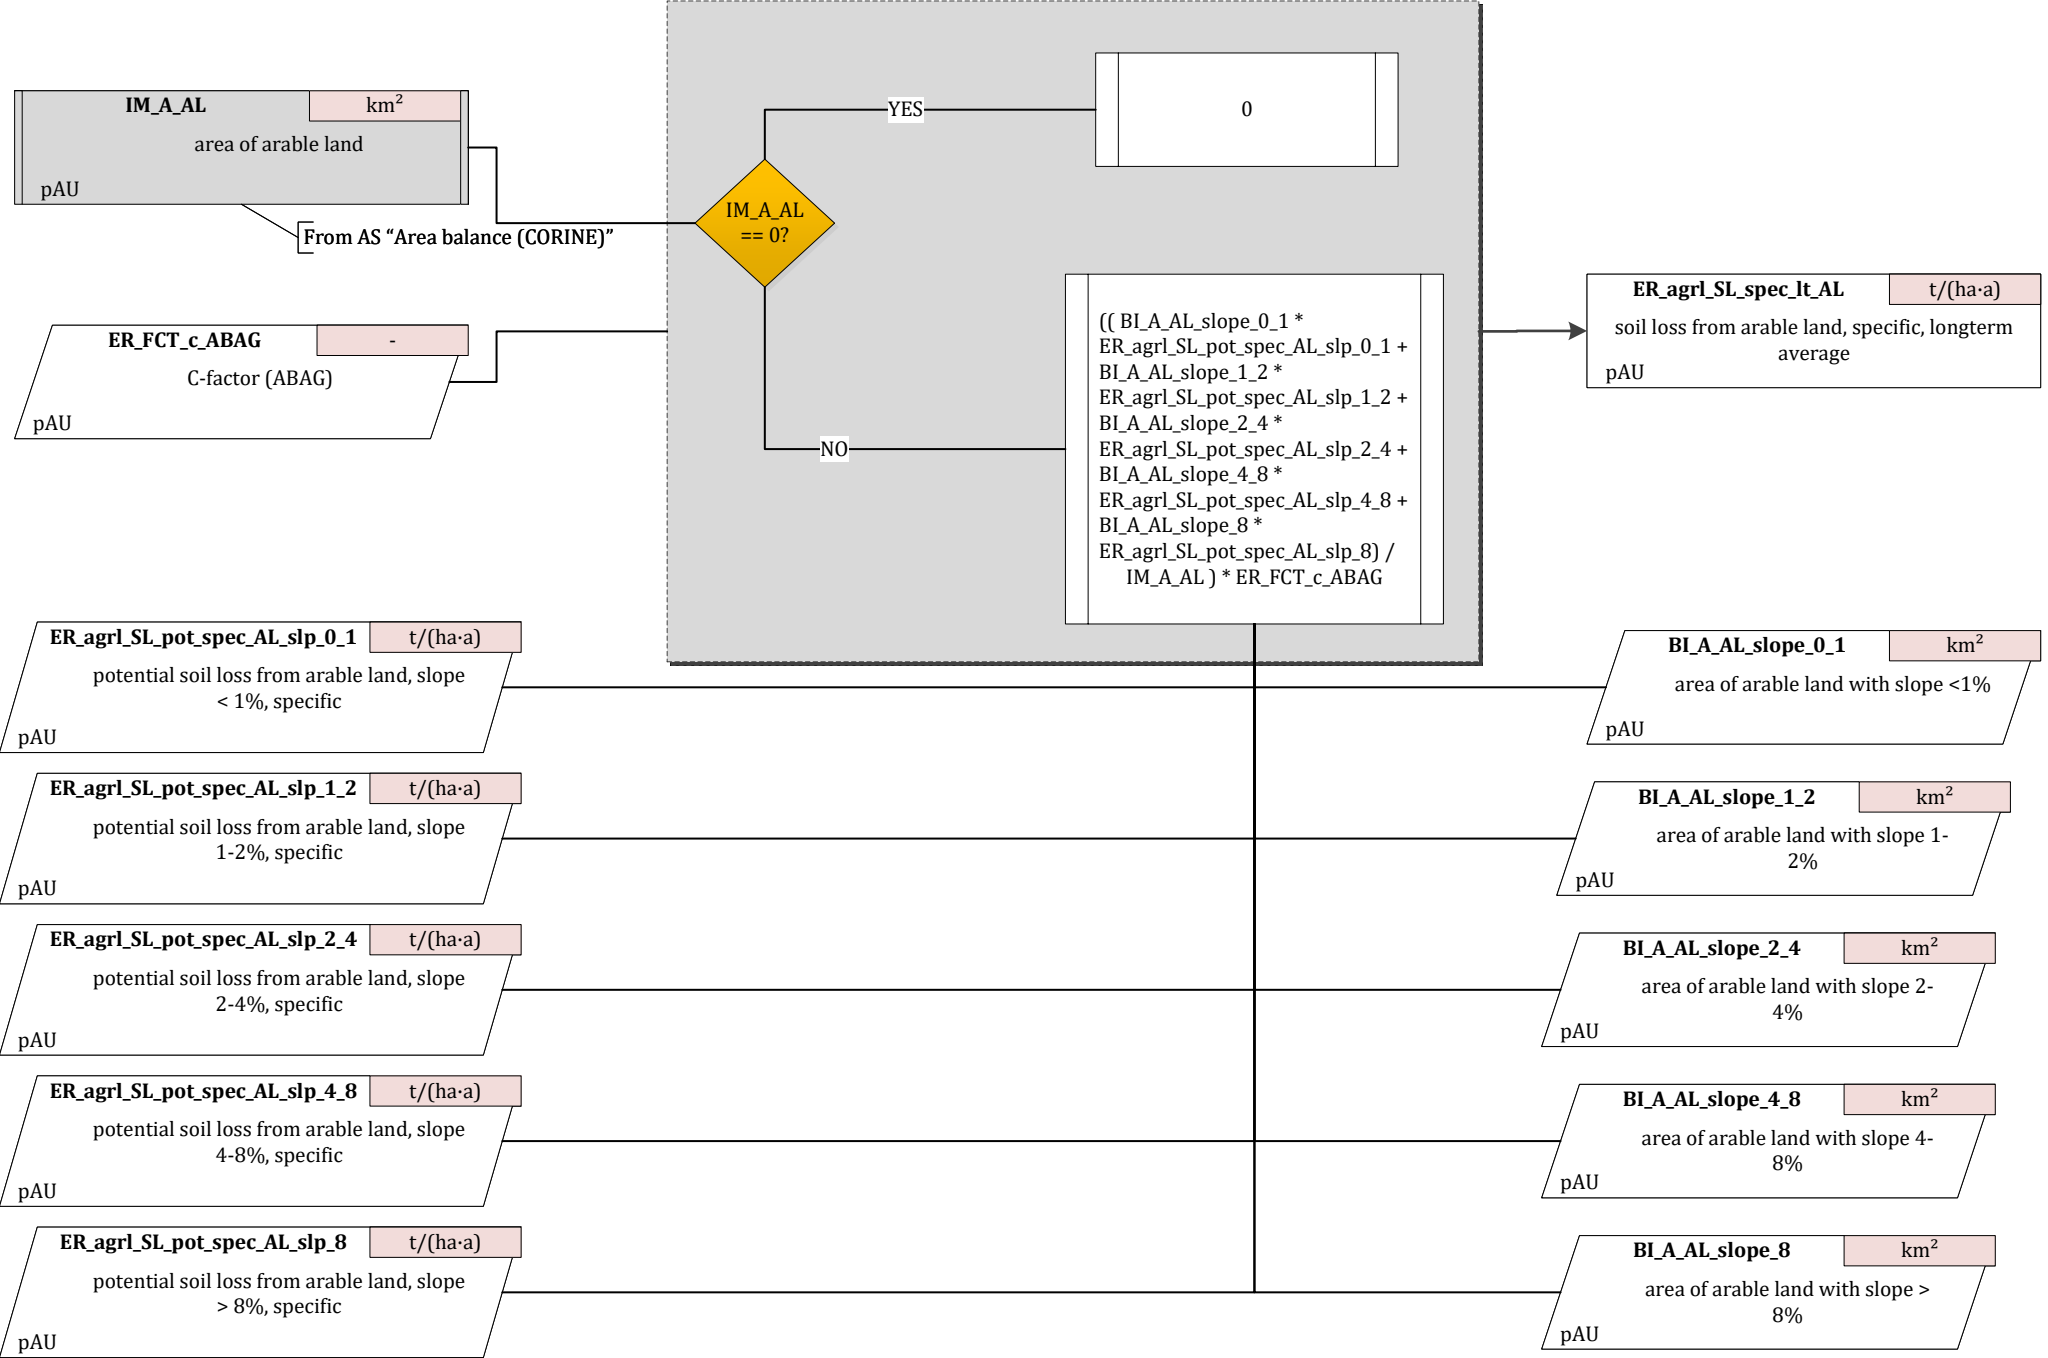 IM_A_AL
km²
area of arable land
pAU
From AS “Area balance (CORINE)”
ER_FCT_c_ABAG
-
C-factor (ABAG)
pAU
IM_A_AL
== 0?
YES
0
NO
(( BI_A_AL_slope_0_1 *
ER_agrl_SL_pot_spec_AL_slp_0_1 +
BI_A_AL_slope_1_2 *
ER_agrl_SL_pot_spec_AL_slp_1_2 +
BI_A_AL_slope_2_4 *
ER_agrl_SL_pot_spec_AL_slp_2_4 +
BI_A_AL_slope_4_8 *
ER_agrl_SL_pot_spec_AL_slp_4_8 +
BI_A_AL_slope_8 *
ER_agrl_SL_pot_spec_AL_slp_8) /
IM_A_AL ) * ER_FCT_c_ABAG
ER_agrl_SL_spec_lt_AL
t/(ha·a)
soil loss from arable land, specific, longterm
average
pAU
ER_agrl_SL_pot_spec_AL_slp_0_1
t/(ha·a)
potential soil loss from arable land, slope
< 1%, specific
pAU
BI_A_AL_slope_0_1
km²
area of arable land with slope <1%
pAU
ER_agrl_SL_pot_spec_AL_slp_1_2
t/(ha·a)
potential soil loss from arable land, slope
1-2%, specific
pAU
BI_A_AL_slope_1_2
km²
area of arable land with slope 1-
2%
pAU
ER_agrl_SL_pot_spec_AL_slp_2_4
t/(ha·a)
potential soil loss from arable land, slope
2-4%, specific
pAU
BI_A_AL_slope_2_4
km²
area of arable land with slope 2-
4%
pAU
ER_agrl_SL_pot_spec_AL_slp_4_8
t/(ha·a)
potential soil loss from arable land, slope
4-8%, specific
pAU
BI_A_AL_slope_4_8
km²
area of arable land with slope 4-
8%
pAU
ER_agrl_SL_pot_spec_AL_slp_8
t/(ha·a)
potential soil loss from arable land, slope
> 8%, specific
pAU
BI_A_AL_slope_8
km²
area of arable land with slope >
8%
pAU